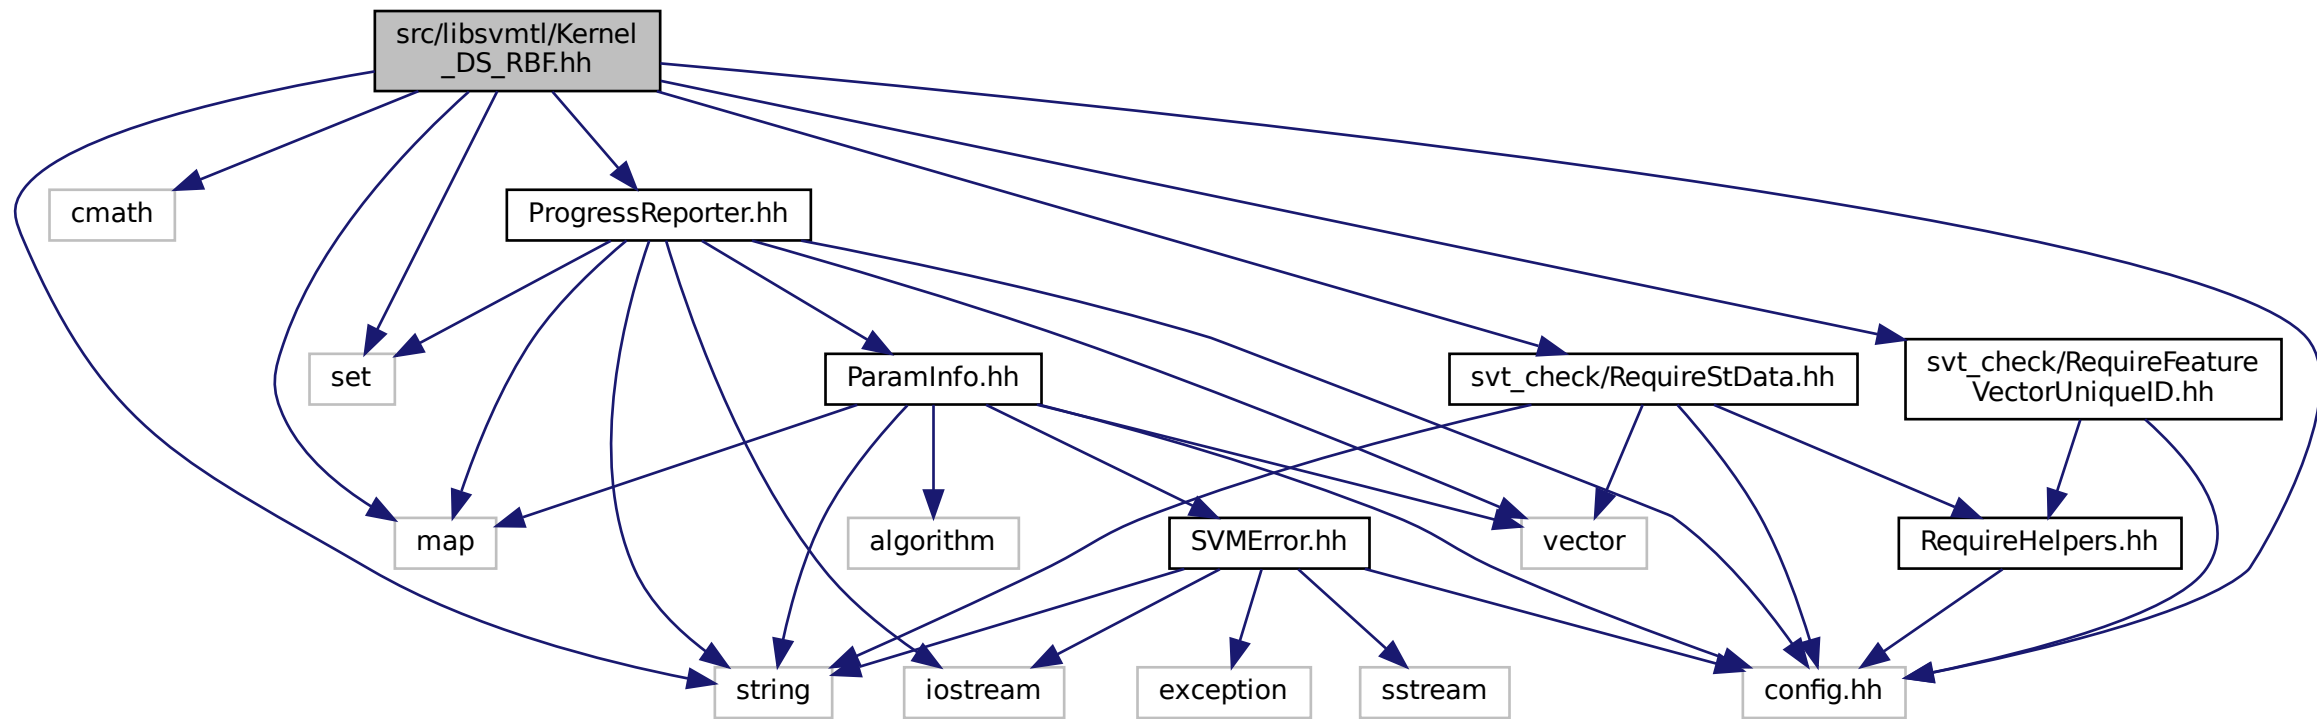 src/libsvmtl/Kernel
_DS_RBF.hh
cmath
ProgressReporter.hh
set
ParamInfo.hh
svt_check/RequireStData.hh
svt_check/RequireFeature
VectorUniqueID.hh
map
algorithm
SVMError.hh
vector
RequireHelpers.hh
string
iostream
exception
sstream
config.hh